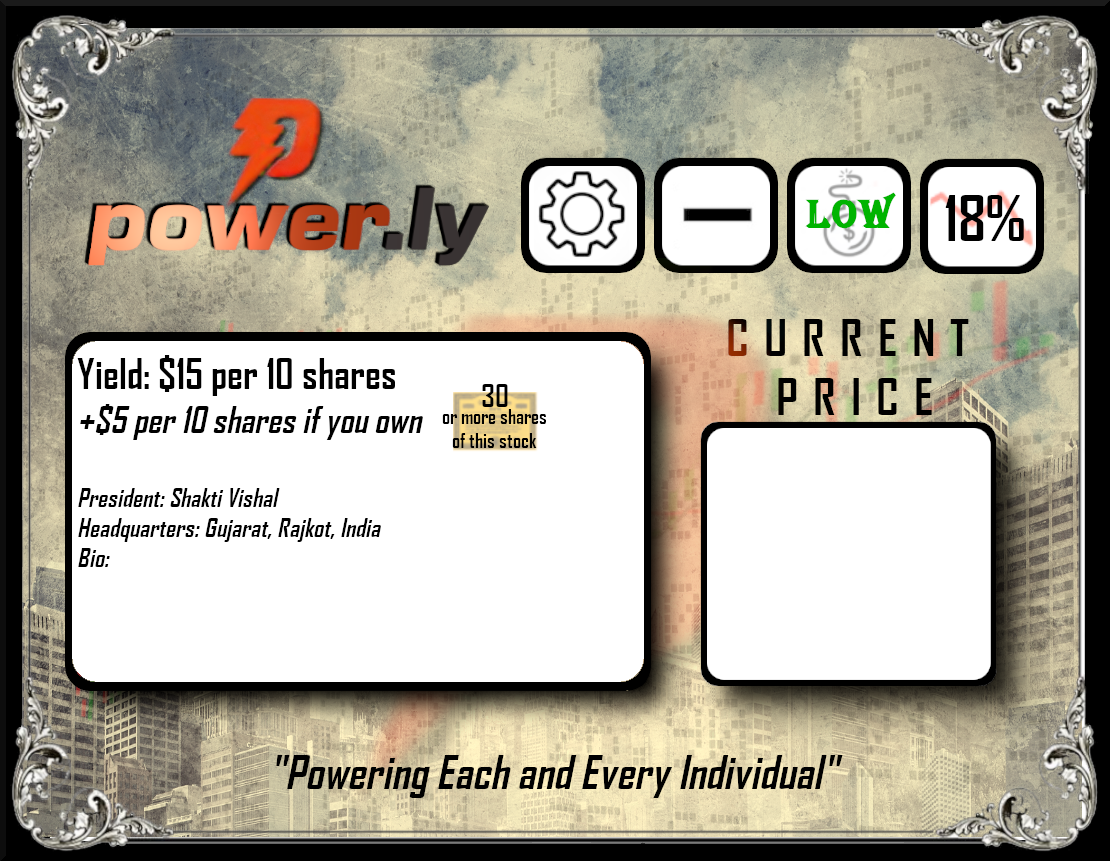 power.ly
LOW
18%
CURRENT
PRICE
Yield: $15 per 10 shares
+$5 per 10 shares if you own
30
or more shares
of this stock
President: Shakti Vishal
Headquarters: Gujarat, Rajkot, India
Bio:
"Powering Each and Every Individual"